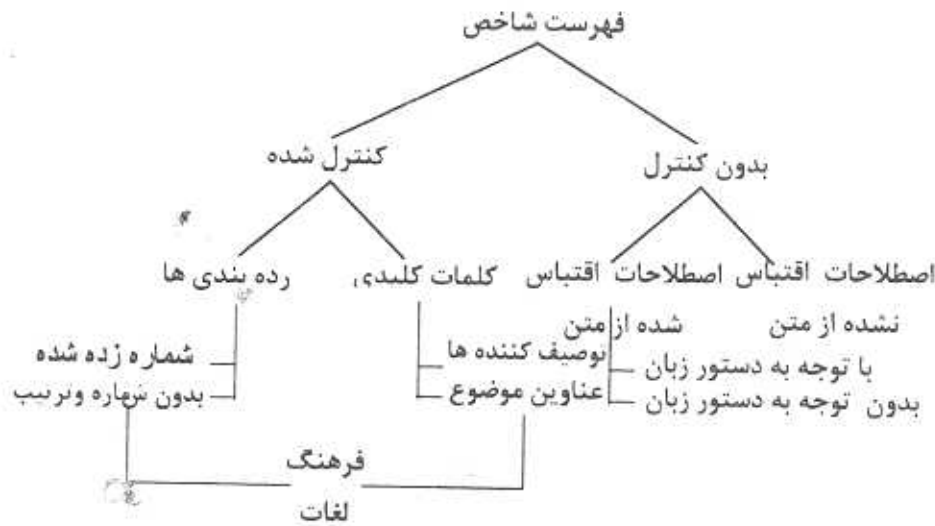 فهرست شاخص
بدون کنترل
کنترل شده
اصطلاحات اقتباس نشده از متن
اصطلاحات اقتباس شده از متن
با توجه به دستور زبان
بدون توجه به دستور زبان
کلمات کلیدی
توصیف کننده ها
عناوین موضوع
رده بندی ها
شماره زده شده
بدون شماره وترتیب
فرهنگ
لغات